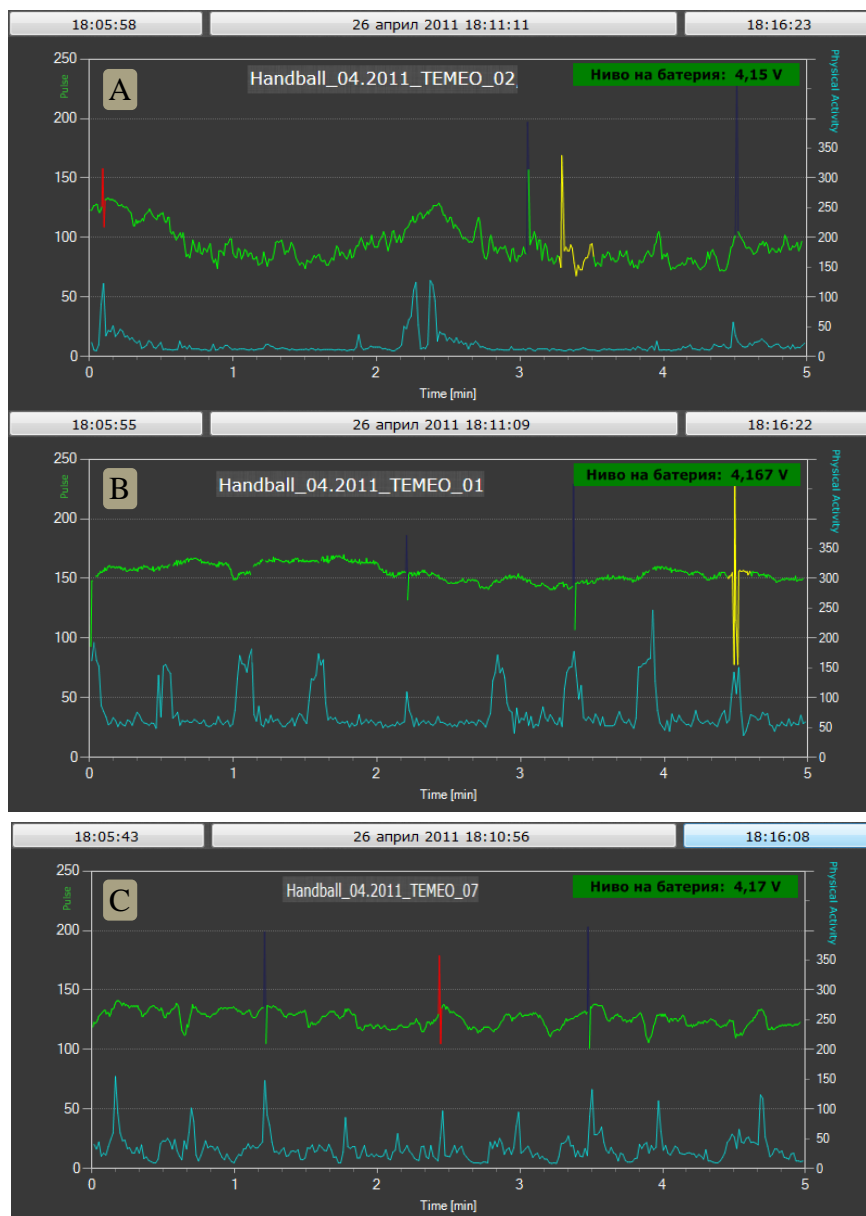 18:05:58 26 април 2011 18:11:11 18:16:23
A
Handball_04.2011_TEMEO_02
Ниво на батерия: 4,15 V
Pulse
Physical Activity
250
200
150
100
50
0
350
300
250
200
150
100
50
0
0 1 2 3 4 5
Time [min]
18:05:55 26 април 2011 18:11:09 18:16:22
B
Handball_04.2011_TEMEO_01
Ниво на батерия: 4,167 V
Pulse
Physical Activity
250
200
150
100
50
0
350
300
250
200
150
100
50
0
0 1 2 3 4 5
Time [min]
18:05:43 26 април 2011 18:10:56 18:16:08
C
Handball_04.2011_TEMEO_07
Ниво на батерия: 4,17 V
Pulse
Physical Activity
250
200
150
100
50
0
350
300
250
200
150
100
50
0
0 1 2 3 4 5
Time [min]